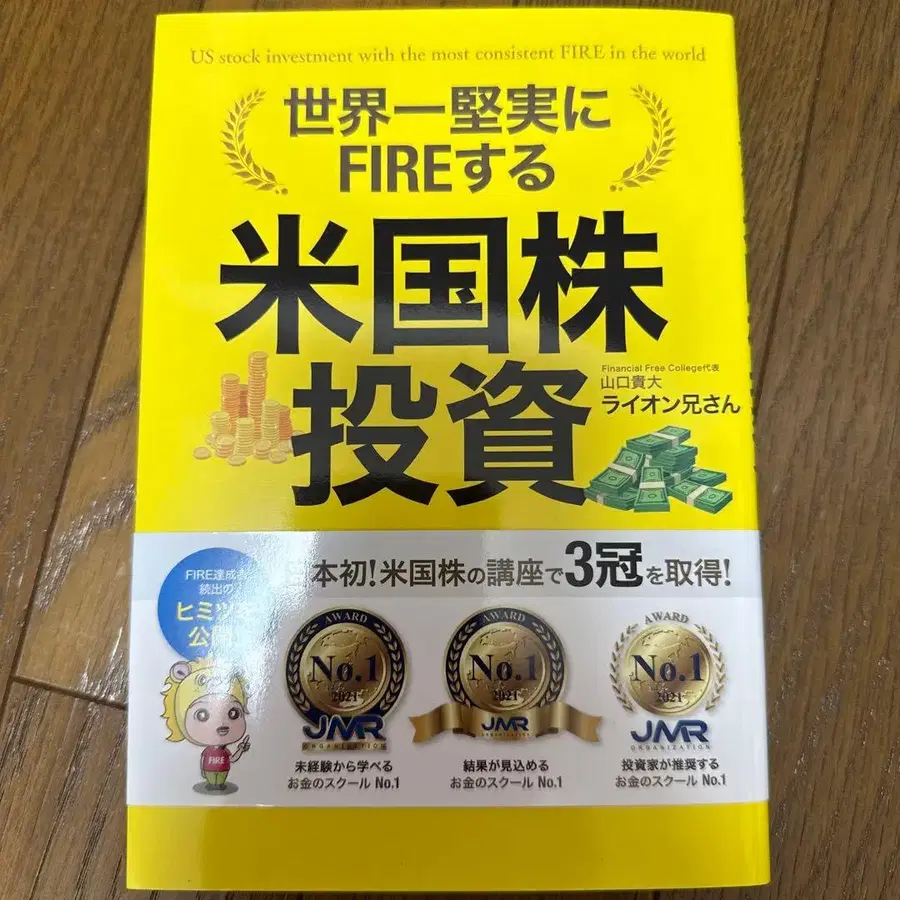 US stock investment with the most consistent FIRE in the world
世界一堅実に
FIREする
米国株
投資
Financial Free College代表
山口貴大
ライオン兄さん
FIRE達成者
続出の
ヒミツを
公開
本初!米国株の講座で3冠を取得!
AWARD
No.1
2021
JMR
ORGANIZATION
未経験から学べる
お金のスクール No.1
AWARD
No.1
2021
JMR
ORGANIZATION
結果が見込める
お金のスクール No.1
AWARD
No.1
2021
JMR
ORGANIZATION
投資家が推奨する
お金のスクール No.1
FIRE